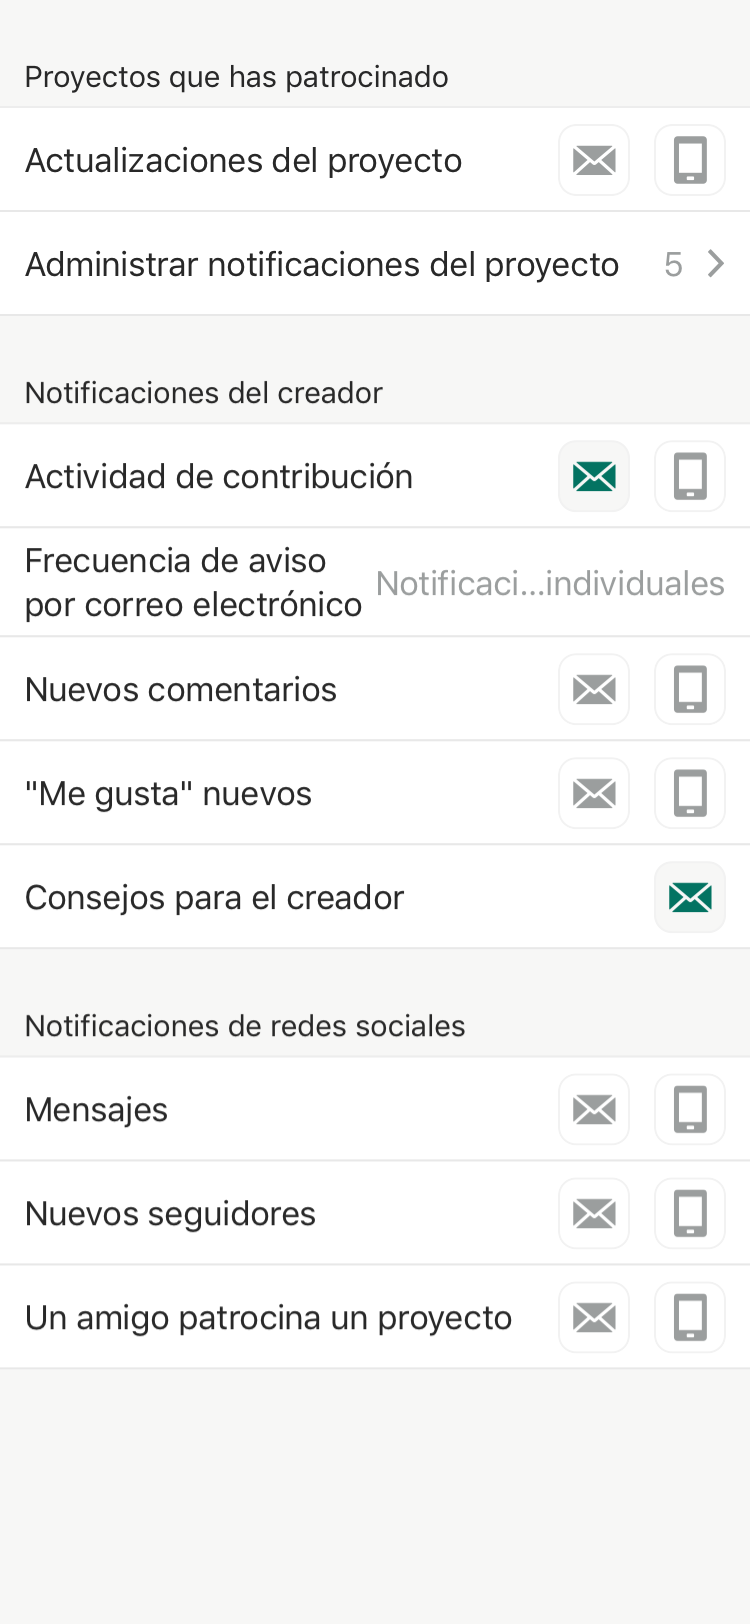 Proyectos que has patrocinado
Actualizaciones del proyecto
Administrar notificaciones del proyecto 5
Notificaciones del creador
Actividad de contribución
Frecuencia de aviso
por correo electrónico
Notificaci...individuales
Nuevos comentarios
"Me gusta" nuevos
Consejos para el creador
Notificaciones de redes sociales
Mensajes
Nuevos seguidores
Un amigo patrocina un proyecto